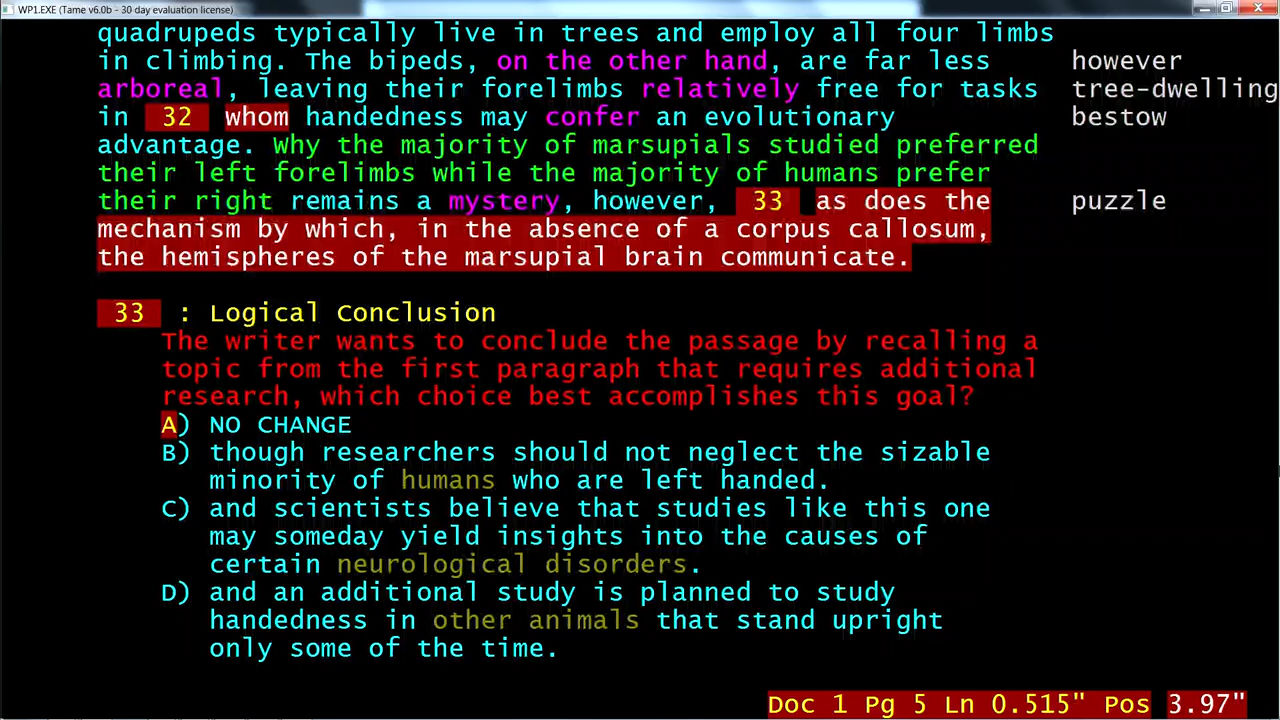 WP1.EXE (Tame v6.0b - 30 day evaluation license)
quadrupeds typically live in trees and employ all four limbs
in climbing. The bipeds, on the other hand, are far less however
arboreal, leaving their forelimbs relatively free for tasks tree-dwelling
in 32 whom handedness may confer an evolutionary bestow
advantage. Why the majority of marsupials studied preferred
their left forelimbs while the majority of humans prefer
their right remains a mystery, however, 33 as does the puzzle
mechanism by which, in the absence of a corpus callosum,
the hemispheres of the marsupial brain communicate.
33 : Logical Conclusion
The writer wants to conclude the passage by recalling a
topic from the first paragraph that requires additional
research, which choice best accomplishes this goal?
A) NO CHANGE
B) though researchers should not neglect the sizable
minority of humans who are left handed.
C) and scientists believe that studies like this one
may someday yield insights into the causes of
certain neurological disorders.
D) and an additional study is planned to study
handedness in other animals that stand upright
only some of the time.
Doc 1 Pg 5 Ln 0.515" Pos 3.97"